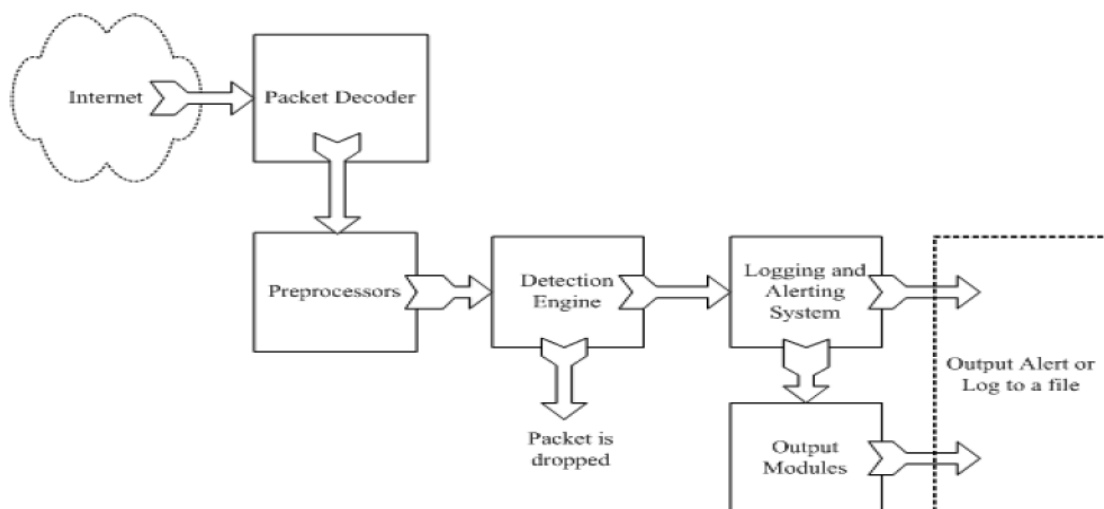 Internet
Packet Decoder
Preprocessors
Detection
Engine
Logging and
Alerting
System
Output Alert or
Log to a file
Packet is
dropped
Output
Modules